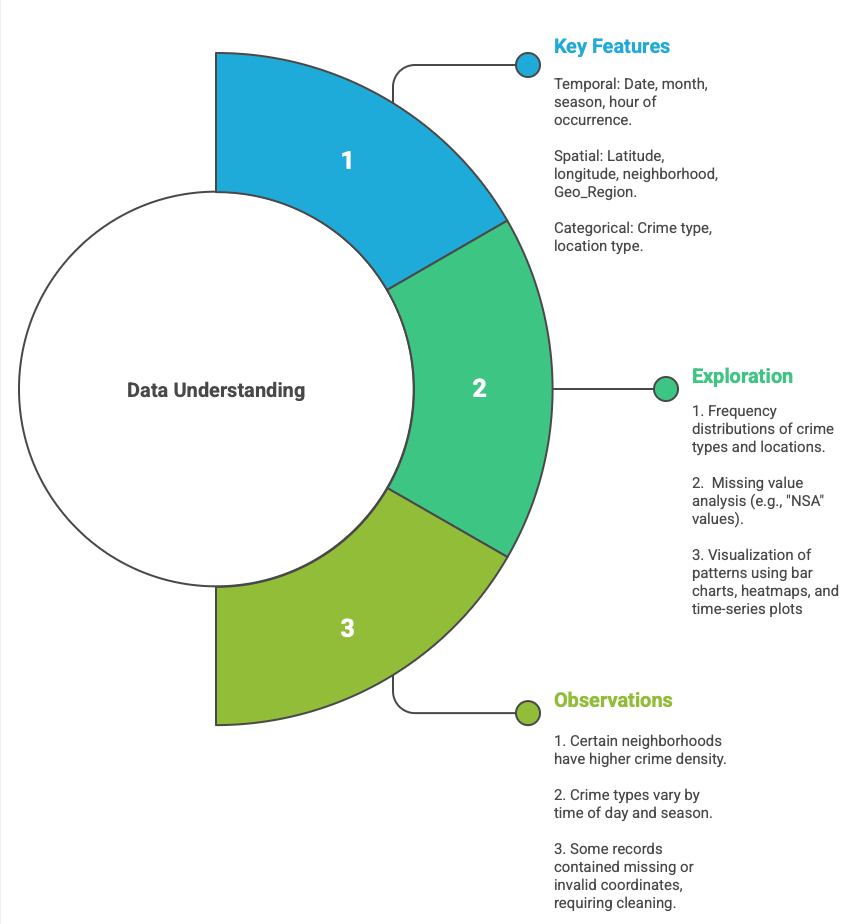 Key Features
Temporal: Date, month,
season, hour of
occurrence.
Spatial: Latitude,
longitude, neighborhood,
Geo_Region.
Categorical: Crime type,
location type.
1
Data Understanding
2
Exploration
1. Frequency
distributions of crime
types and locations.
2.  Missing value
analysis (e.g., "NSA"
values).
3. Visualization of
patterns using bar
charts, heatmaps, and
time-series plots
3
Observations
1. Certain neighborhoods
have higher crime density.
2. Crime types vary by
time of day and season.
3. Some records
contained missing or
invalid coordinates,
requiring cleaning.